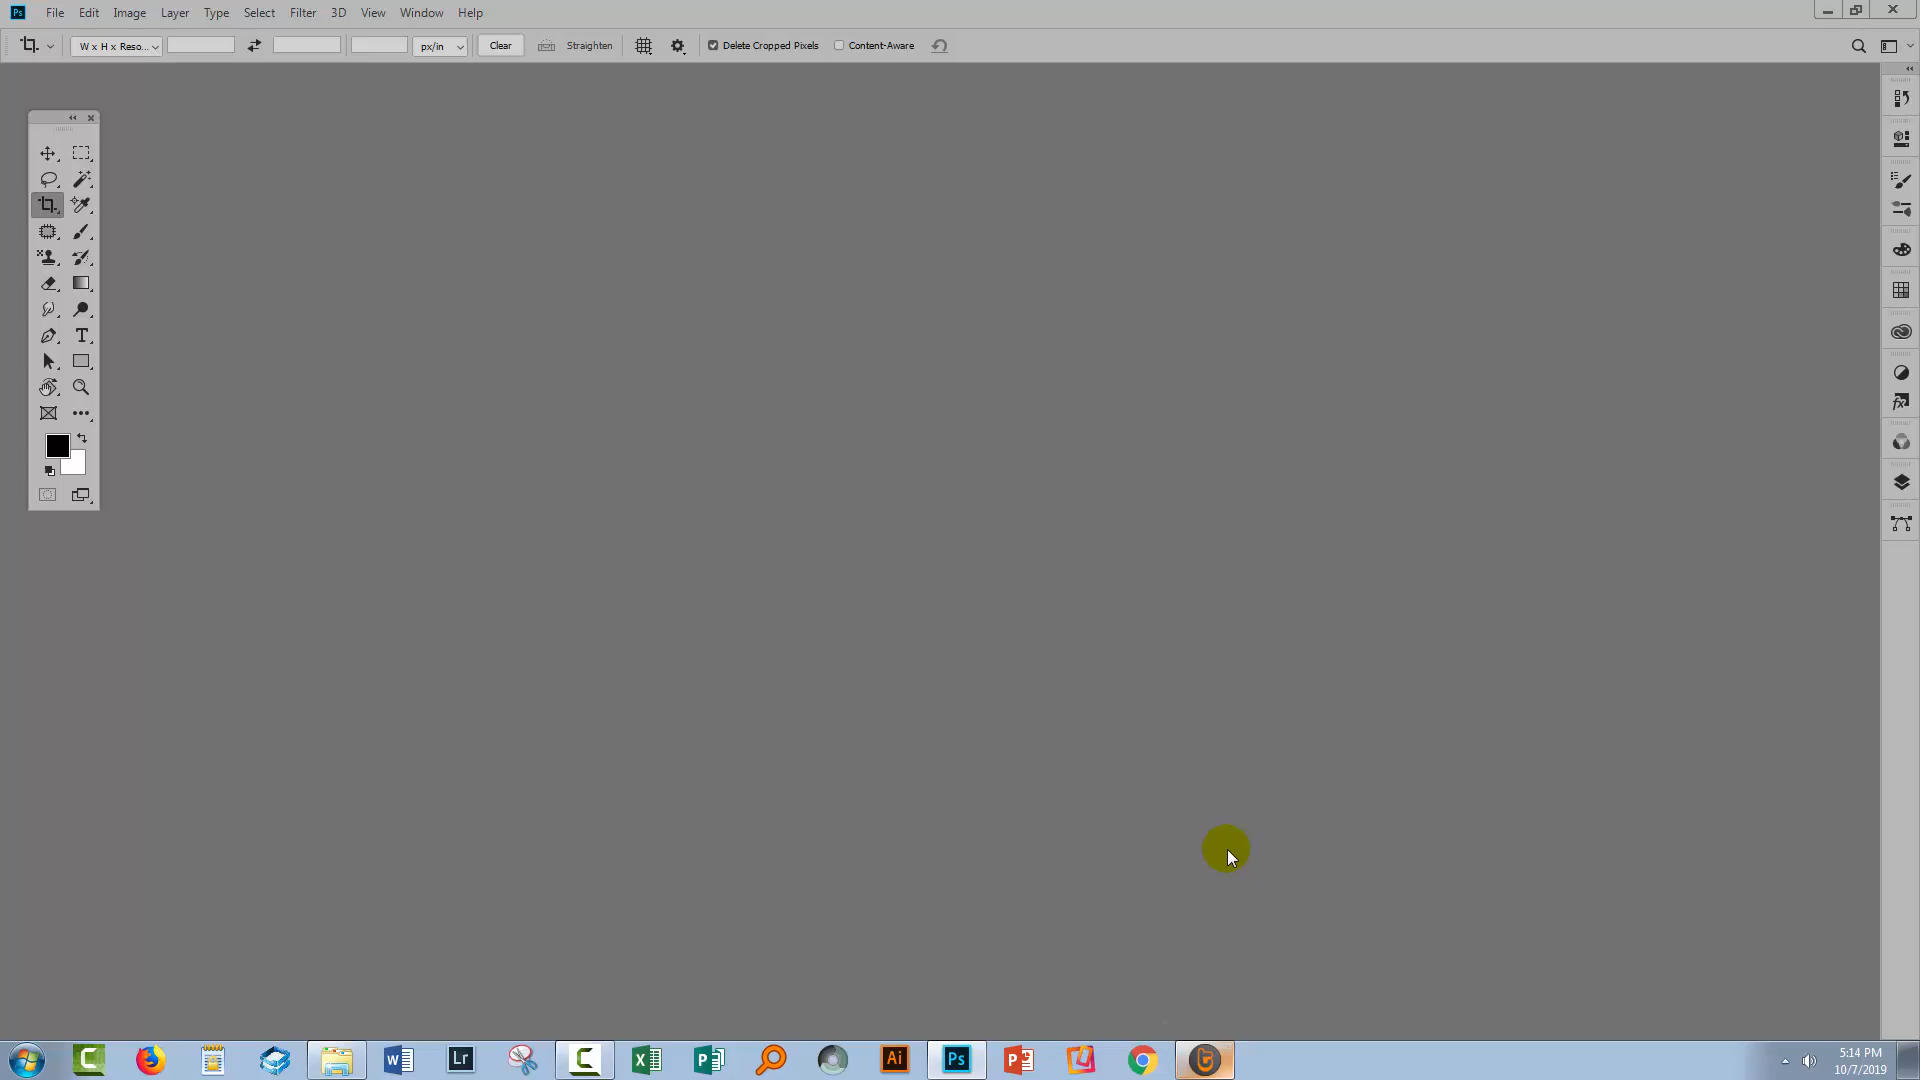 Ps File Edit Image Layer Type Select Filter 3D View Window Help
W x H x Reso... px/in Clear Straighten Delete Cropped Pixels Content-Aware
T
fx
W Lr X P Ai Ps P
5:14 PM
10/7/2019